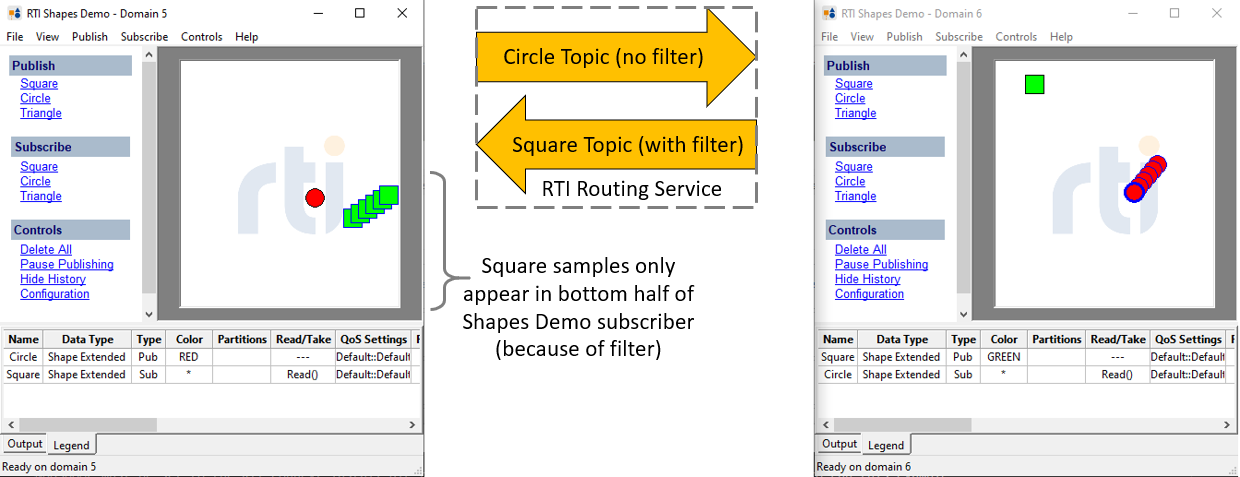 RTI Shapes Demo - Domain 5
File View Publish Subscribe Controls Help
Publish
Square
Circle
Triangle
Subscribe
Square
Circle
Triangle
Controls
Delete All
Pause Publishing
Hide History
Configuration
rti
Name Data Type Type Color Partitions Read/Take QoS Settings F
Circle Shape Extended Pub RED --- Default::Default
Square Shape Extended Sub * Read() Default::Default
Output Legend
Ready on domain 5
Circle Topic (no filter)
Square Topic (with filter)
RTI Routing Service
Square samples only
appear in bottom half of
Shapes Demo subscriber
(because of filter)
RTI Shapes Demo - Domain 6
File View Publish Subscribe Controls Help
Publish
Square
Circle
Triangle
Subscribe
Square
Circle
Triangle
Controls
Delete All
Pause Publishing
Hide History
Configuration
rti
Name Data Type Type Color Partitions Read/Take QoS Settings F
Square Shape Extended Pub GREEN --- Default::Default
Circle Shape Extended Sub * Read() Default::Default
Output Legend
Ready on domain 6